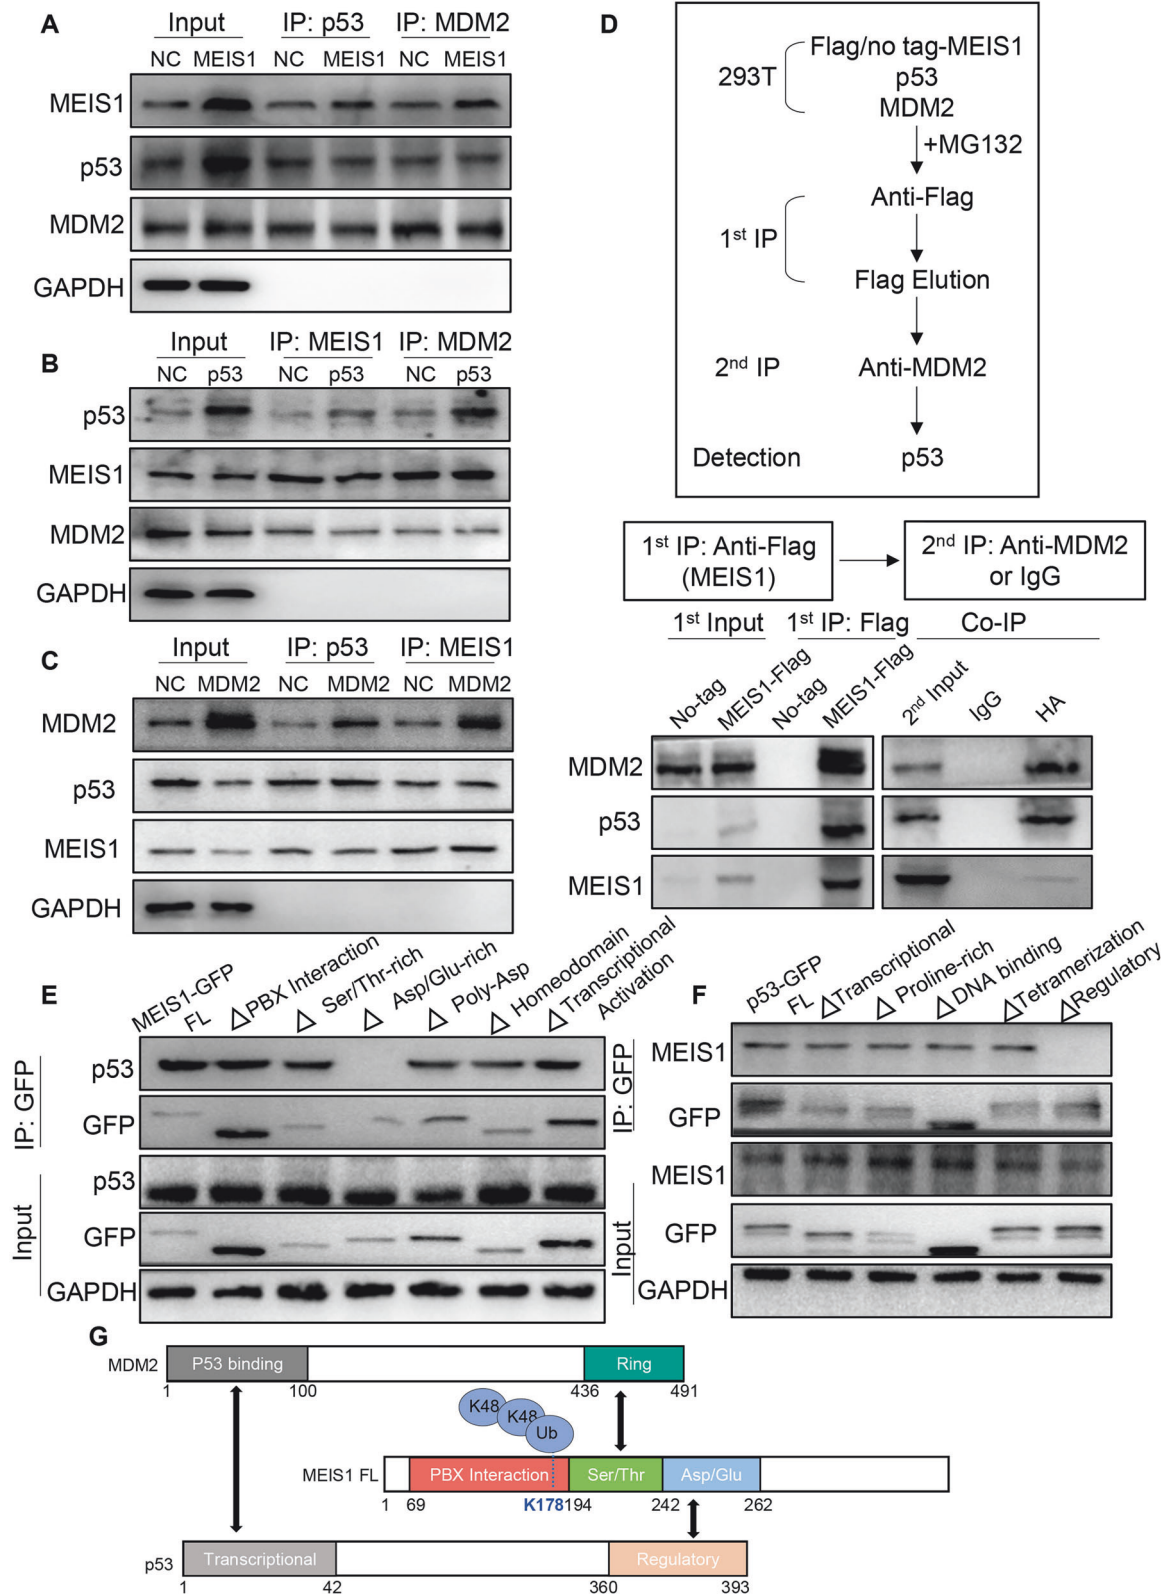 A
Input IP: p53 IP: MDM2
NC MEIS1 NC MEIS1 NC MEIS1
MEIS1
p53
MDM2
GAPDH
B
Input IP: MEIS1 IP: MDM2
NC p53 NC p53 NC p53
p53
MEIS1
MDM2
GAPDH
C
Input IP: p53 IP: MEIS1
NC MDM2 NC MDM2 NC MDM2
MDM2
p53
MEIS1
GAPDH
D
293T
Flag/no tag-MEIS1
p53
MDM2
+MG132
1st IP
Anti-Flag
Flag Elution
2nd IP Anti-MDM2
Detection p53
1st IP: Anti-Flag
(MEIS1)
2nd IP: Anti-MDM2
or IgG
1st Input 1st IP: Flag Co-IP
No-tag MEIS1-Flag No-tag MEIS1-Flag 2nd Input IgG HA
MDM2
p53
MEIS1
E
MEIS1-GFP
FL
△PBX Interaction
△ Ser/Thr-rich
△ Asp/Glu-rich
△ Poly-Asp
△ Homeodomain
△Transcriptional
Activation
IP: GFP
p53
GFP
Input
p53
GFP
GAPDH
F
p53-GFP
FL
△Transcriptional
△ Proline-rich
△DNA binding
△Tetramerization
△Regulatory
IP: GFP
MEIS1
GFP
Input
MEIS1
GFP
GAPDH
G
MDM2 P53 binding Ring
1 100 436 491
K48 K48 Ub
MEIS1 FL PBX Interaction Ser/Thr Asp/Glu
1 69 K178 194 242 262
p53 Transcriptional Regulatory
1 42 360 393